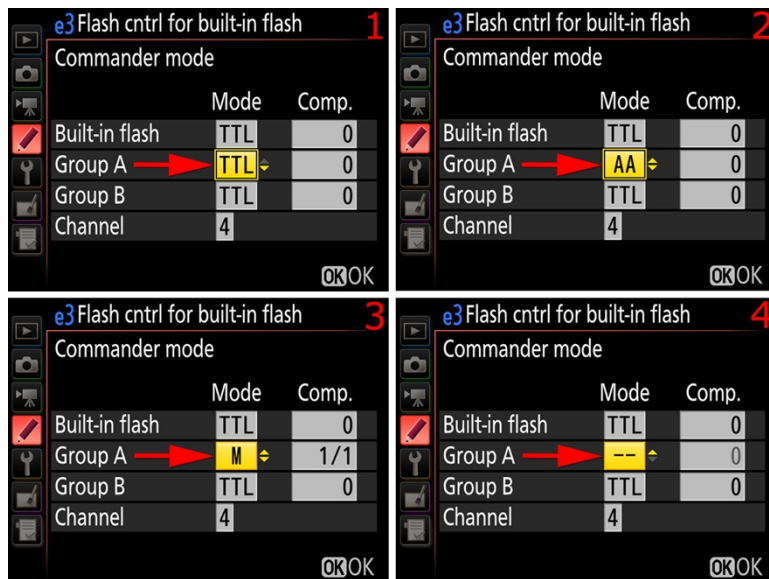 e3 Flash cntrl for built-in flash 1
Commander mode
Mode Comp.
Built-in flash TTL 0
Group A TTL 0
Group B TTL 0
Channel 4
OK OK
e3 Flash cntrl for built-in flash 2
Commander mode
Mode Comp.
Built-in flash TTL 0
Group A AA 0
Group B TTL 0
Channel 4
OK OK
e3 Flash cntrl for built-in flash 3
Commander mode
Mode Comp.
Built-in flash TTL 0
Group A M 1/1
Group B TTL 0
Channel 4
OK OK
e3 Flash cntrl for built-in flash 4
Commander mode
Mode Comp.
Built-in flash TTL 0
Group A -- 0
Group B TTL 0
Channel 4
OK OK